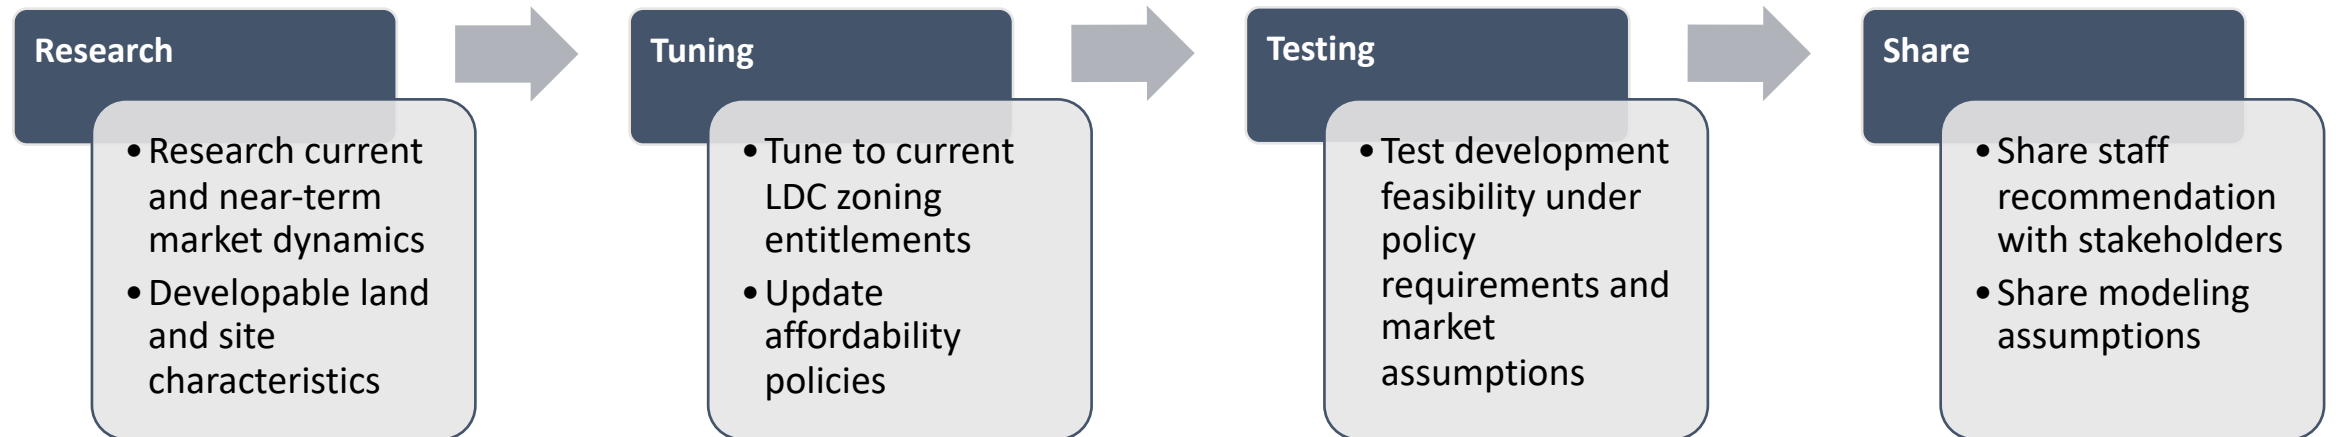 Research
• Research current
and near-term
market dynamics
• Developable land
and site
characteristics
Tuning
• Tune to current
LDC zoning
entitlements
• Update
affordability
policies
Testing
• Test development
feasibility under
policy
requirements and
market
assumptions
Share
• Share staff
recommendation
with stakeholders
• Share modeling
assumptions